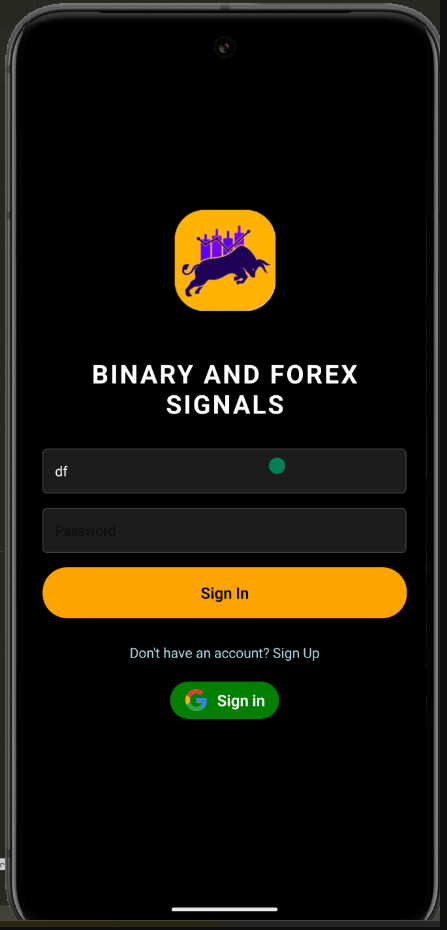 BINARY AND FOREX
SIGNALS
df
Password
Sign In
Don't have an account? Sign Up
Sign in